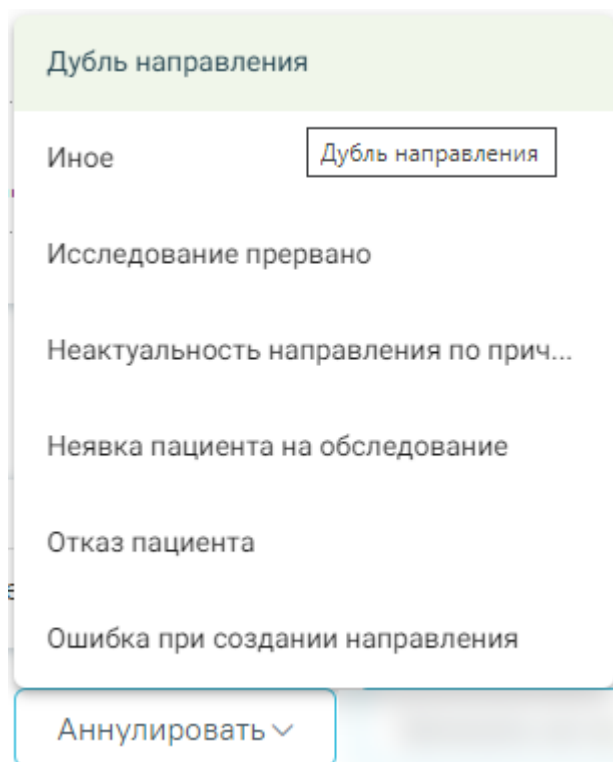 Дубль направления
Иное
Дубль направления
Исследование прервано
Неактуальность направления по прич...
Неявка пациента на обследование
Отказ пациента
Ошибка при создании направления
Аннулировать